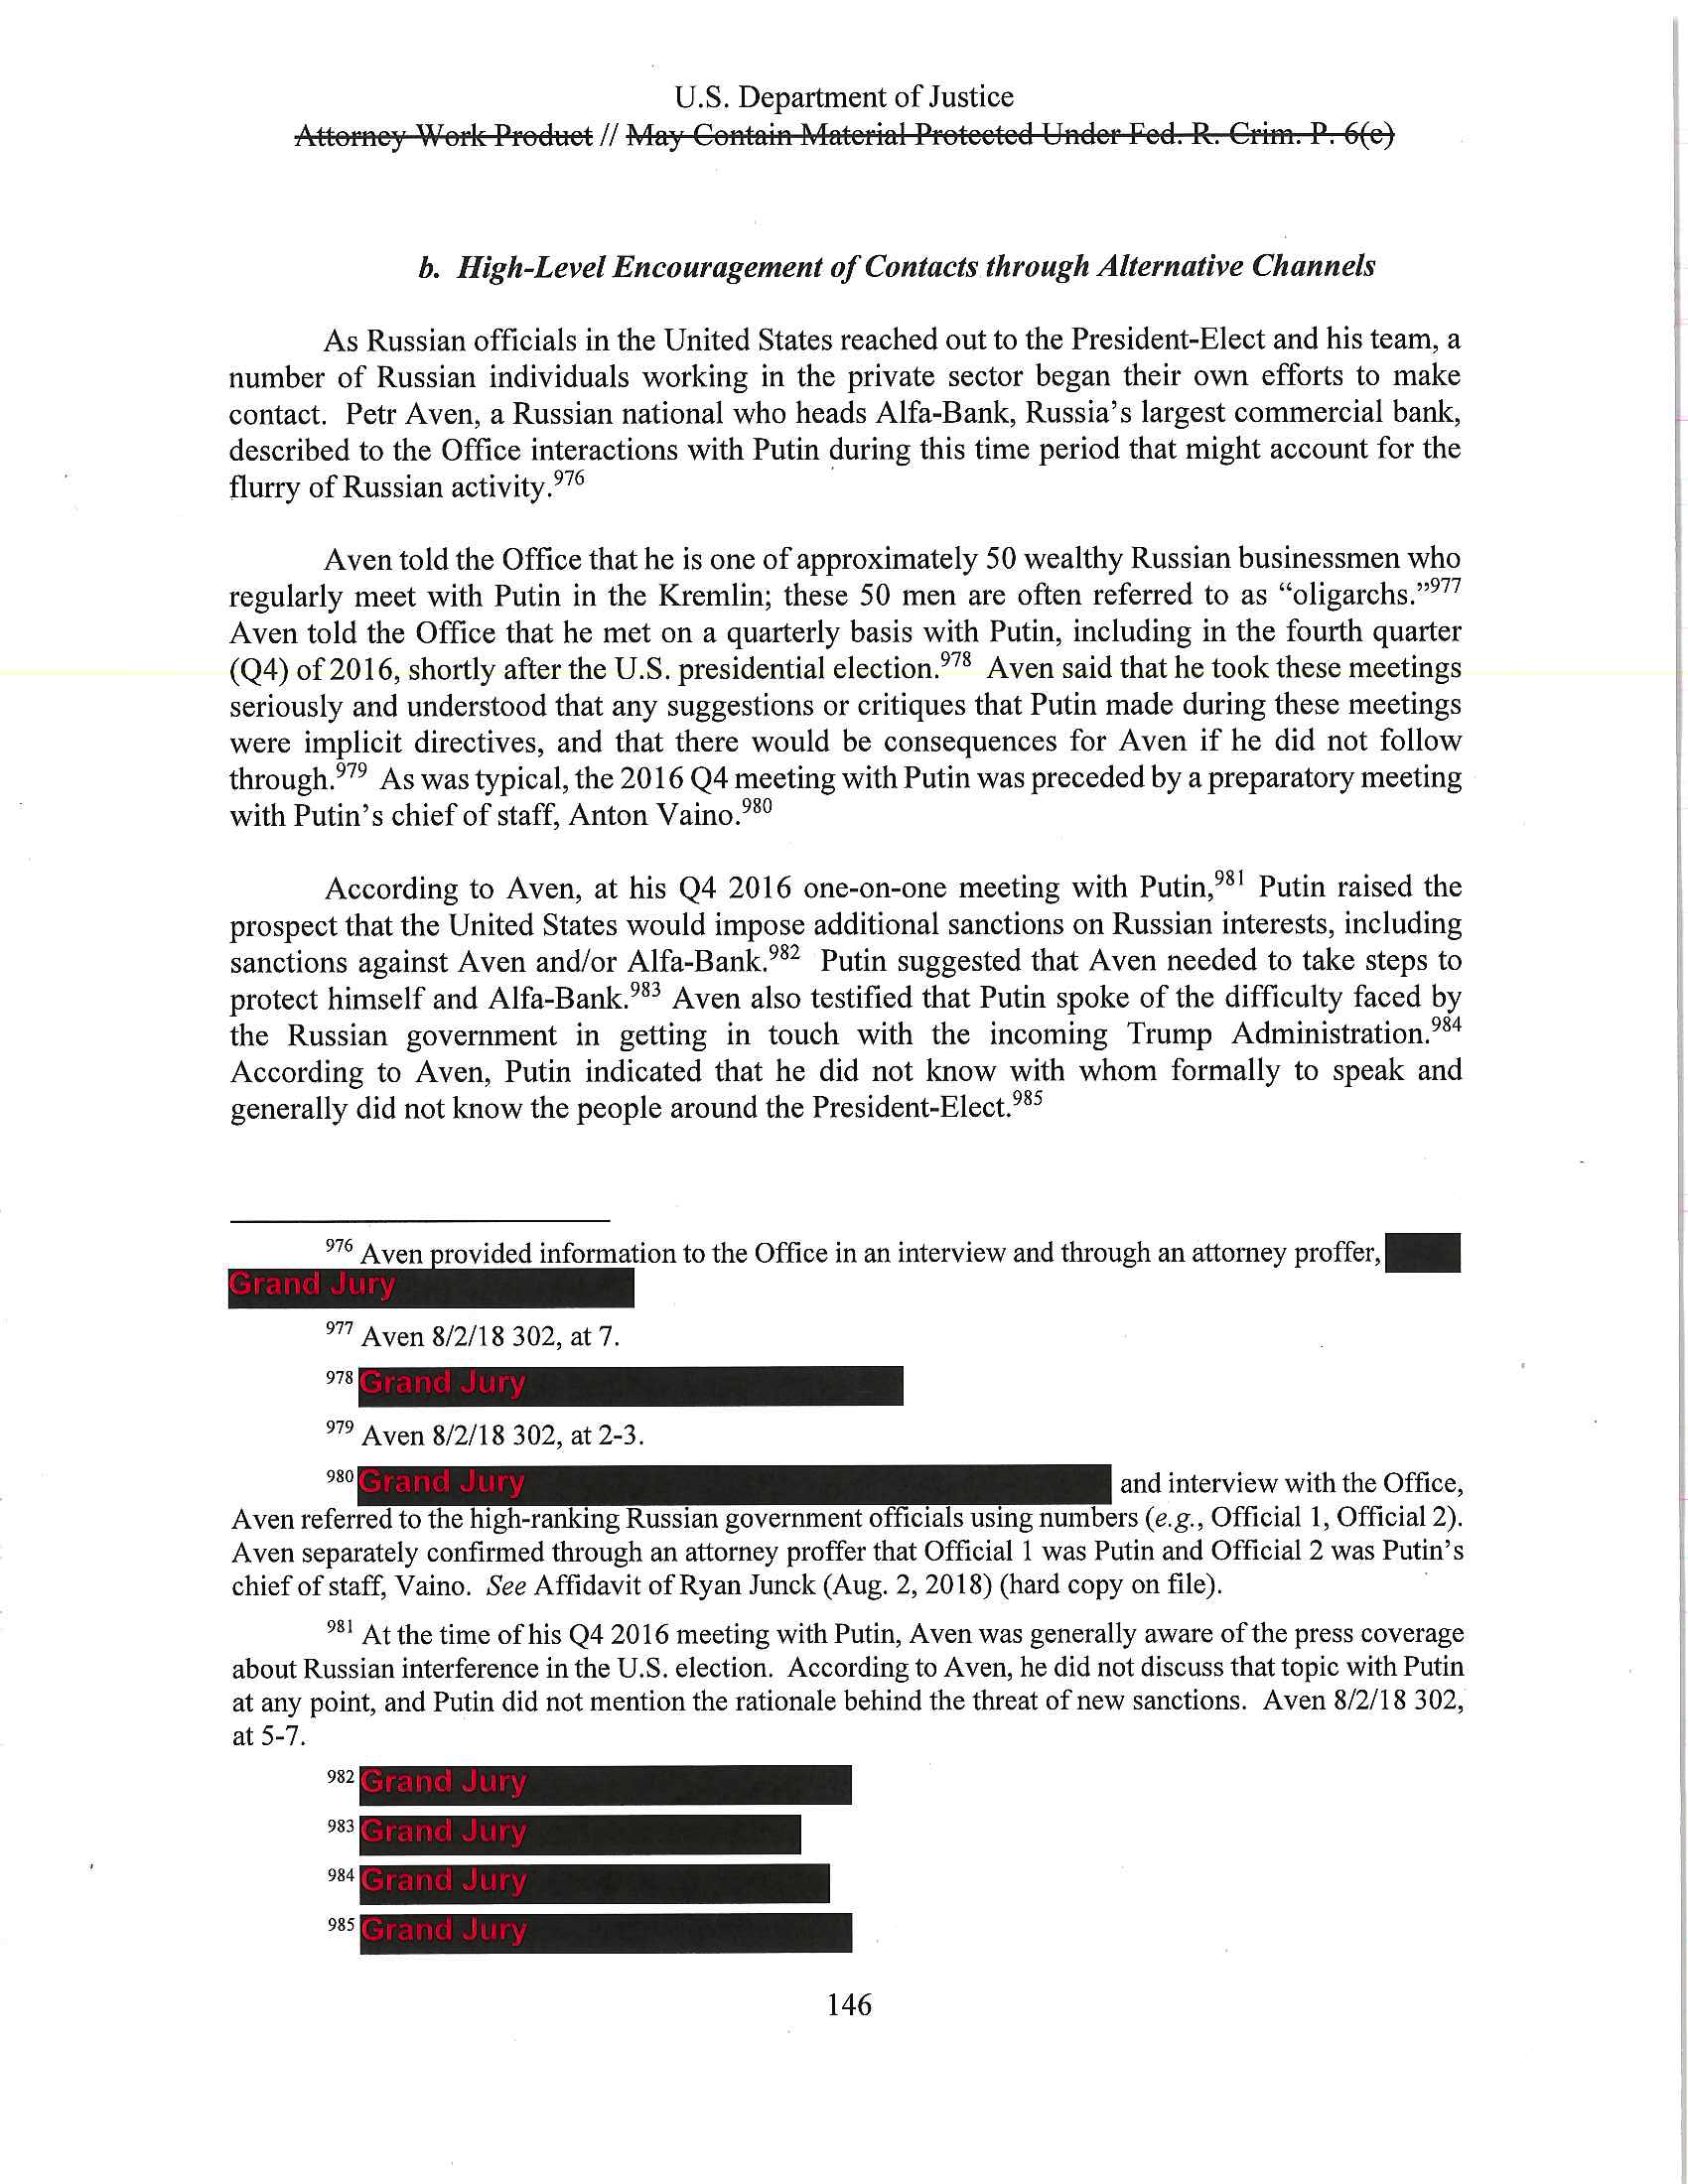 U.S. Department of Justice
Attorney Work Product // May Contain Material Protected Under Fed. R. Crim. P. 6(e)
b. High-Level Encouragement of Contacts through Alternative Channels
As Russian officials in the United States reached out to the President-Elect and his team, a
number of Russian individuals working in the private sector began their own efforts to make
contact. Petr Aven, a Russian national who heads Alfa-Bank, Russia's largest commercial bank,
described to the Office interactions with Putin during this time period that might account for the
flurry of Russian activity.976
Aven told the Office that he is one of approximately 50 wealthy Russian businessmen who
regularly meet with Putin in the Kremlin; these 50 men are often referred to as “oligarchs.”977
Aven told the Office that he met on a quarterly basis with Putin, including in the fourth quarter
(Q4) of 2016, shortly after the U.S. presidential election.978 Aven said that he took these meetings
seriously and understood that any suggestions or critiques that Putin made during these meetings
were implicit directives, and that there would be consequences for Aven if he did not follow
through.979 As was typical, the 2016 Q4 meeting with Putin was preceded by a preparatory meeting
with Putin's chief of staff, Anton Vaino.980
According to Aven, at his Q4 2016 one-on-one meeting with Putin,981 Putin raised the
prospect that the United States would impose additional sanctions on Russian interests, including
sanctions against Aven and/or Alfa-Bank.982 Putin suggested that Aven needed to take steps to
protect himself and Alfa-Bank.983 Aven also testified that Putin spoke of the difficulty faced by
the Russian government in getting in touch with the incoming Trump Administration.984
According to Aven, Putin indicated that he did not know with whom formally to speak and
generally did not know the people around the President-Elect.985
976 Aven provided information to the Office in an interview and through an attorney proffer,
Grand Jury
977 Aven 8/2/18 302, at 7.
978 Grand Jury
979 Aven 8/2/18 302, at 2-3.
980 Grand Jury and interview with the Office,
Aven referred to the high-ranking Russian government officials using numbers (e.g., Official 1, Official 2).
Aven separately confirmed through an attorney proffer that Official 1 was Putin and Official 2 was Putin's
chief of staff, Vaino. See Affidavit of Ryan Junck (Aug. 2, 2018) (hard copy on file).
981 At the time of his Q4 2016 meeting with Putin, Aven was generally aware of the press coverage
about Russian interference in the U.S. election. According to Aven, he did not discuss that topic with Putin
at any point, and Putin did not mention the rationale behind the threat of new sanctions. Aven 8/2/18 302,
at 5-7.
982 Grand Jury
983 Grand Jury
984 Grand Jury
985 Grand Jury
146